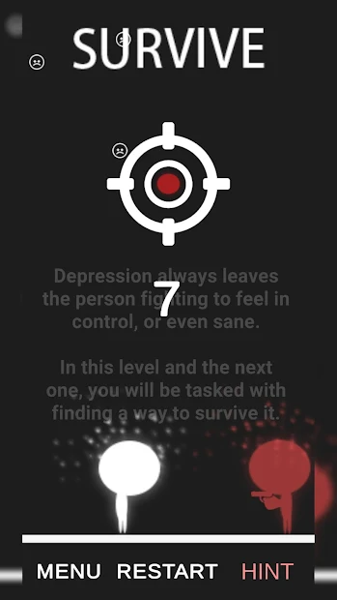 SURVIVE
Depression always leaves
the person fighting to feel in
7
control, or even sane.
In this level and the next
one, you will be tasked with
finding a way to survive it.
MENU RESTART HINT